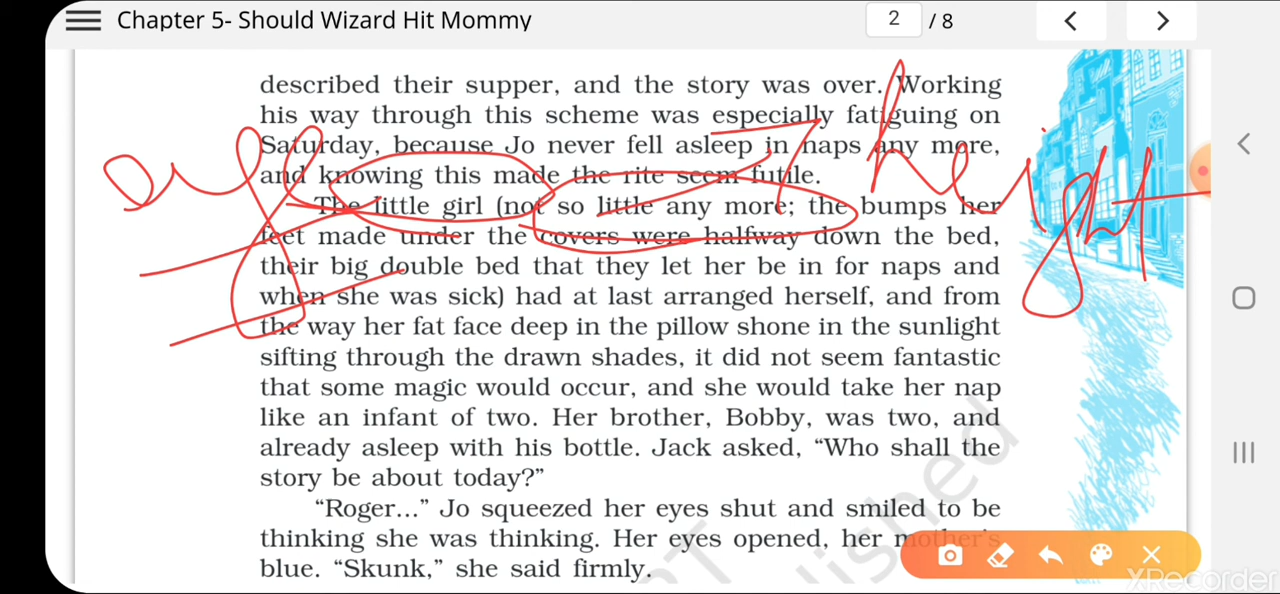 Chapter 5- Should Wizard Hit Mommy
2 / 8
described their supper, and the story was over. Working
his way through this scheme was especially fatiguing on
Saturday, because Jo never fell asleep in naps any more,
and knowing this made the rite seem futile.
The little girl (not so little any more; the bumps her
feet made under the covers were halfway down the bed,
their big double bed that they let her be in for naps and
when she was sick) had at last arranged herself, and from
the way her fat face deep in the pillow shone in the sunlight
sifting through the drawn shades, it did not seem fantastic
that some magic would occur, and she would take her nap
like an infant of two. Her brother, Bobby, was two, and
already asleep with his bottle. Jack asked, “Who shall the
story be about today?”
“Roger...” Jo squeezed her eyes shut and smiled to be
thinking she was thinking. Her eyes opened, her mother's
blue. “Skunk,” she said firmly.
age
height
XRecorder